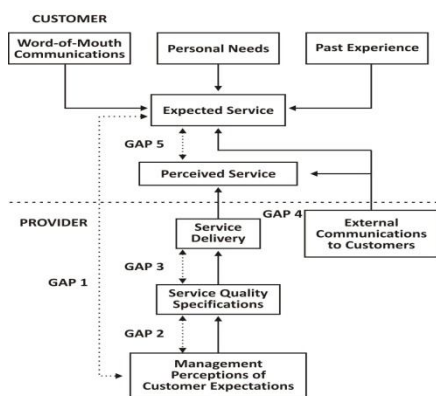 CUSTOMER
Word-of-Mouth
Communications
Personal Needs
Past Experience
Expected Service
GAP 5
Perceived Service
PROVIDER
GAP 4
Service
Delivery
External
Communications
to Customers
GAP 1
GAP 3
Service Quality
Specifications
GAP 2
Management
Perceptions of
Customer Expectations